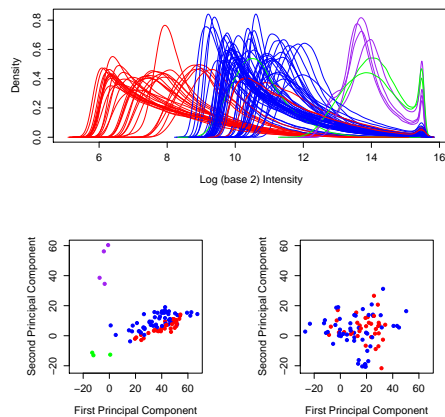 0.8
0.6
0.4
0.2
0.0
Density
6 8 10 12 14 16
Log (base 2) Intensity
60
40
20
0
−20
Second Principal Component
−20 0 20 40 60
First Principal Component
60
40
20
0
−20
Second Principal Component
−20 0 20 40 60
First Principal Component